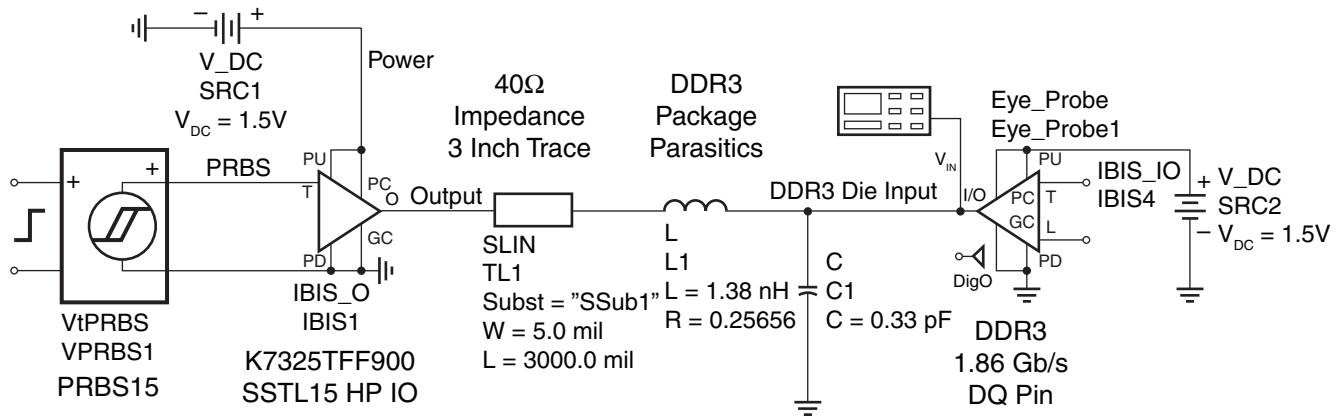 − +
V_DC
SRC1
V_DC = 1.5V
Power
40Ω
Impedance
3 Inch Trace
DDR3
Package
Parasitics
Eye_Probe
Eye_Probe1
+ +
PRBS
PU
T
PC
O
GC
PD
Output
DDR3 Die Input
V_IN
I/O
PU
PC
T
GC
L
PD
IBIS_IO
IBIS4
+
−
V_DC
SRC2
V_DC = 1.5V
DigO
VtPRBS
VPRBS1
PRBS15
IBIS_O
IBIS1
K7325TFF900
SSTL15 HP IO
SLIN
TL1
Subst = ”SSub1”
W = 5.0 mil
L = 3000.0 mil
L
L1
L = 1.38 nH
R = 0.25656
C
C1
C = 0.33 pF
DDR3
1.86 Gb/s
DQ Pin